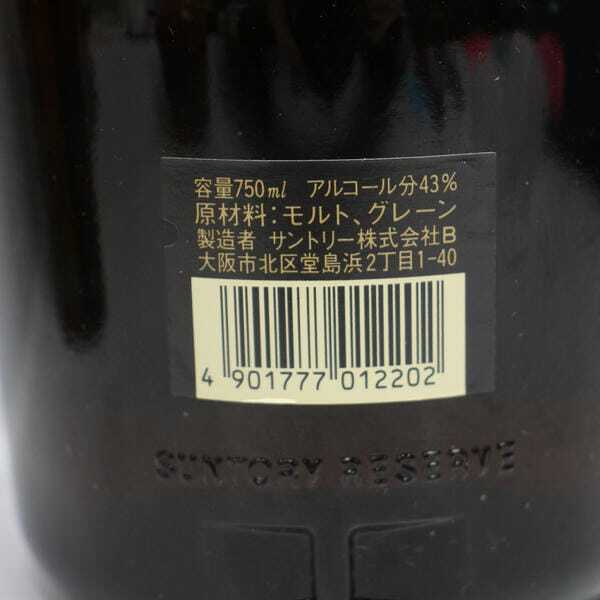 容量750ml アルコール分43%
原材料:モルト、グレーン
製造者 サントリー株式会社B
大阪市北区堂島浜2丁目1-40
4 901777 012202
SUNTORY RESERVE